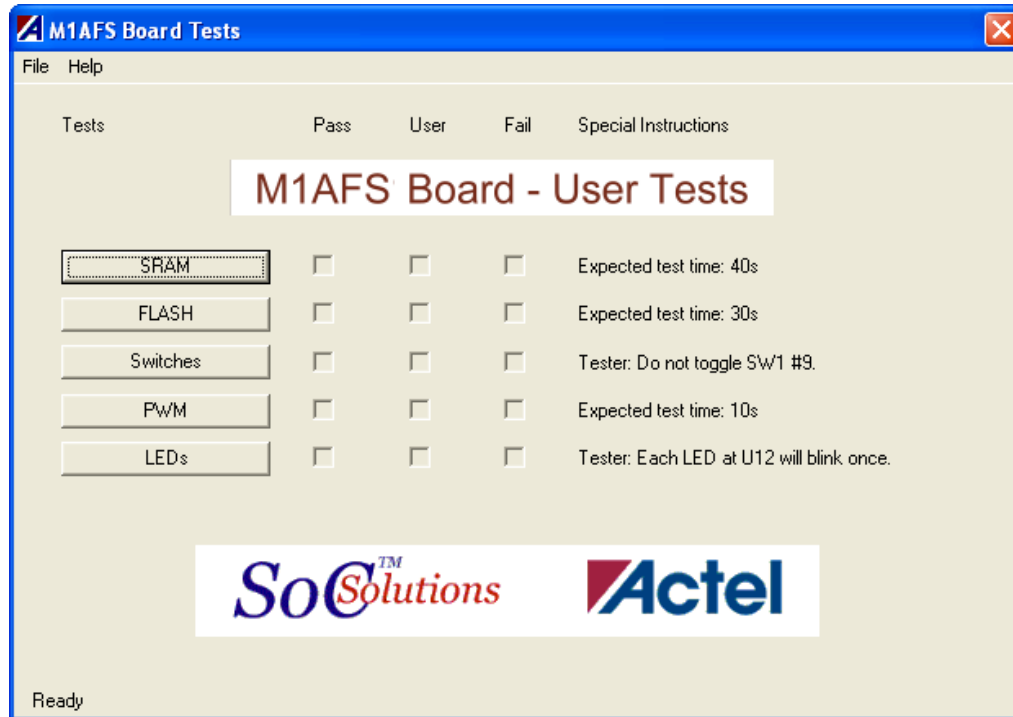 M1AFS Board Tests
File Help
Tests Pass User Fail Special Instructions
M1AFS Board - User Tests
SRAM Expected test time: 40s
FLASH Expected test time: 30s
Switches Tester: Do not toggle SW1 #9.
PWM Expected test time: 10s
LEDs Tester: Each LED at U12 will blink once.
SoC Solutions™ Actel
Ready